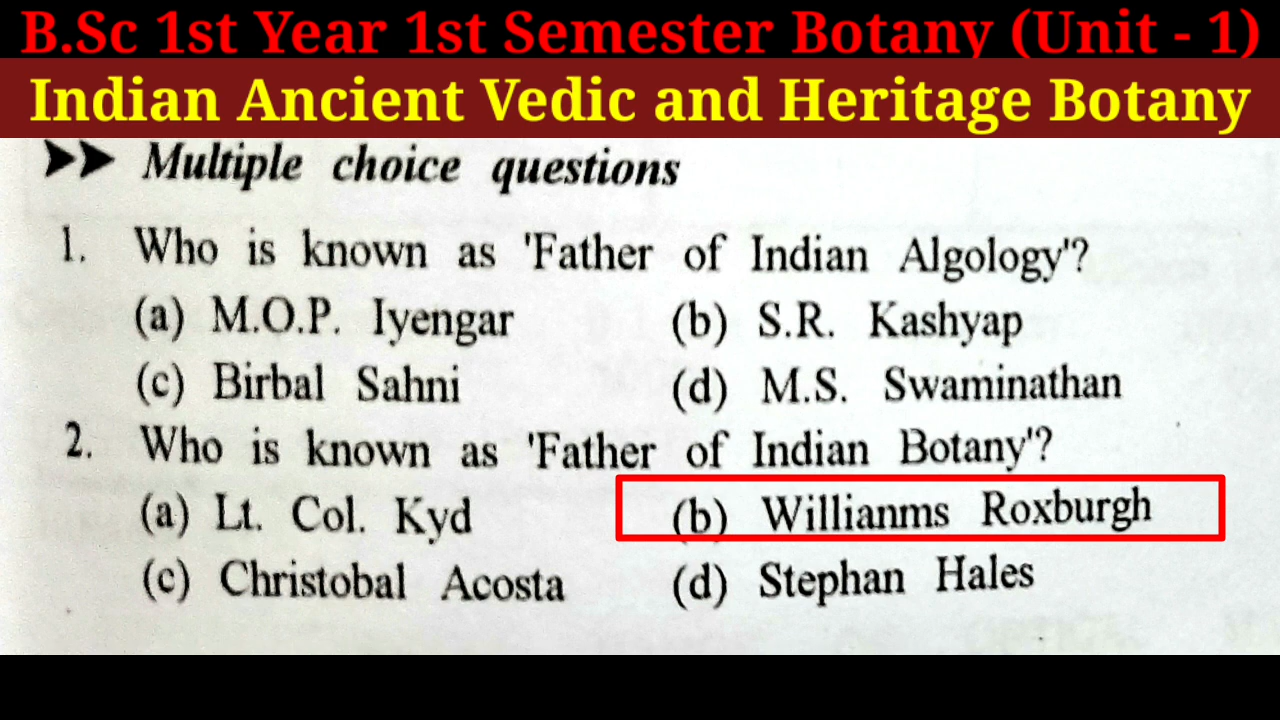 B.Sc 1st Year 1st Semester Botany (Unit - 1)
Indian Ancient Vedic and Heritage Botany
➤➤ Multiple choice questions
1. Who is known as 'Father of Indian Algology'?
(a) M.O.P. Iyengar (b) S.R. Kashyap
(c) Birbal Sahni (d) M.S. Swaminathan
2. Who is known as 'Father of Indian Botany'?
(a) Lt. Col. Kyd (b) Willianms Roxburgh
(c) Christobal Acosta (d) Stephan Hales